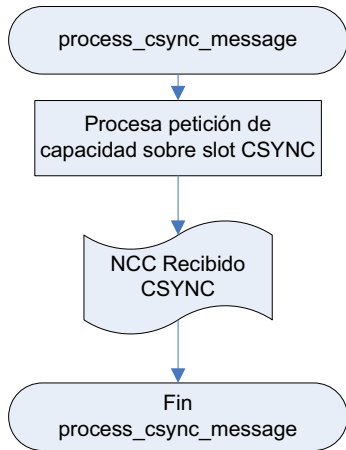 process_csync_message
Procesa petición de
capacidad sobre slot CSYNC
NCC Recibido
CSYNC
Fin
process_csync_message